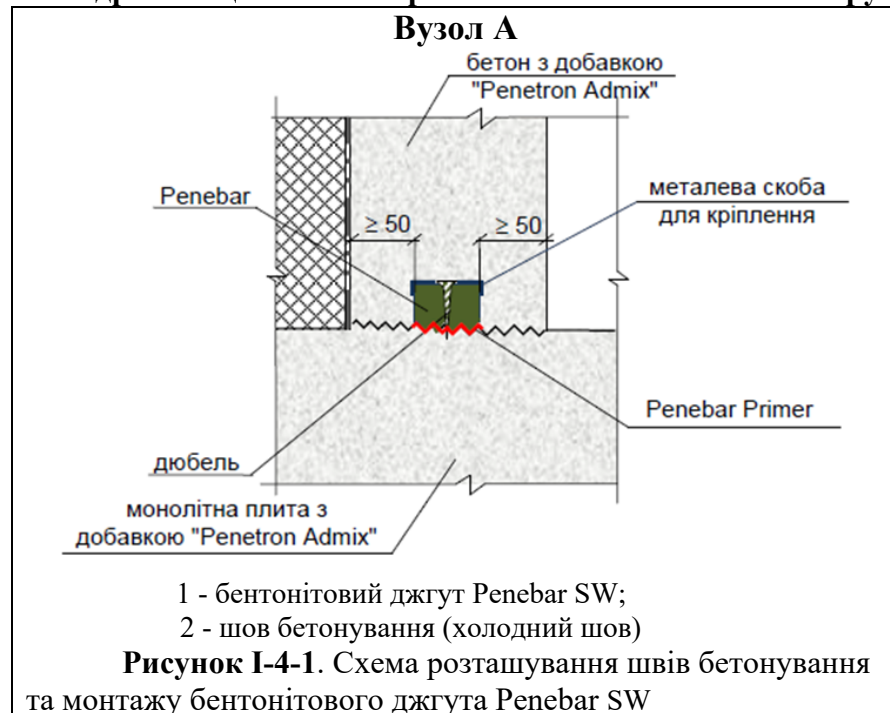 Вузол А
бетон з добавкою
"Penetron Admix"
Penebar
металева скоба
для кріплення
≥ 50
≥ 50
Penebar Primer
дюбель
монолітна плита з
добавкою "Penetron Admix"
1 - бентонітовий джгут Penebar SW;
2 - шов бетонування (холодний шов)
Рисунок І-4-1. Схема розташування швів бетонування
та монтажу бентонітового джгута Penebar SW